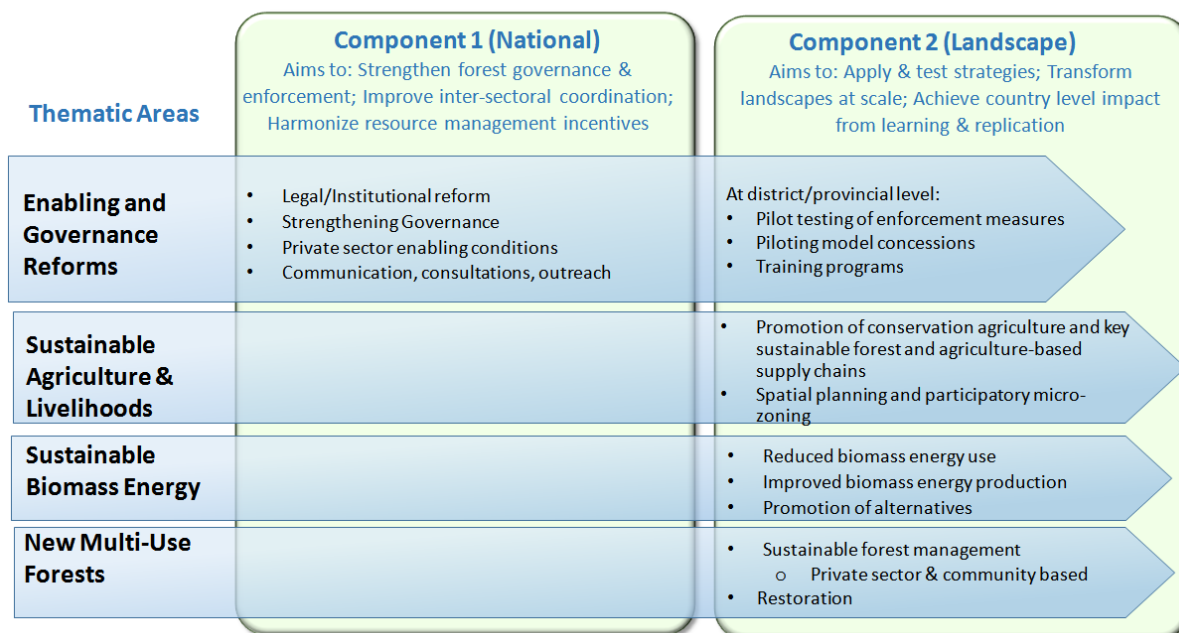 Thematic Areas
Component 1 (National)
Aims to: Strengthen forest governance &
enforcement; Improve inter-sectoral coordination;
Harmonize resource management incentives
Component 2 (Landscape)
Aims to: Apply & test strategies; Transform
landscapes at scale; Achieve country level impact
from learning & replication
Enabling and
Governance
Reforms
• Legal/Institutional reform
• Strengthening Governance
• Private sector enabling conditions
• Communication, consultations, outreach
At district/provincial level:
• Pilot testing of enforcement measures
• Piloting model concessions
• Training programs
Sustainable
Agriculture &
Livelihoods
• Promotion of conservation agriculture and key
sustainable forest and agriculture-based
supply chains
• Spatial planning and participatory micro-
zoning
Sustainable
Biomass Energy
• Reduced biomass energy use
• Improved biomass energy production
• Promotion of alternatives
New Multi-Use
Forests
• Sustainable forest management
o Private sector & community based
• Restoration